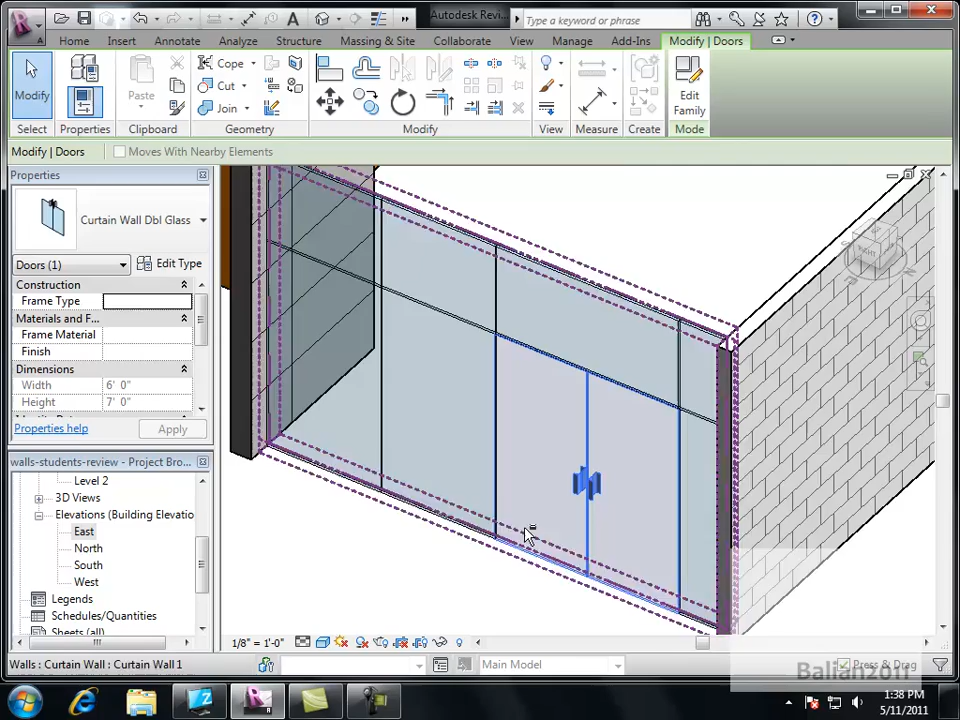 Autodesk Revi...
Type a keyword or phrase
Home Insert Annotate Analyze Structure Massing & Site Collaborate View Manage Add-Ins Modify | Doors
Modify
Paste
Cope
Cut
Join
Edit
Family
Select Properties Clipboard Geometry Modify View Measure Create Mode
Modify | Doors
Moves With Nearby Elements
Properties
Curtain Wall Dbl Glass
Doors (1)
Edit Type
Construction
Frame Type
Materials and F...
Frame Material
Finish
Dimensions
Width 6' 0"
Height 7' 0"
Properties help
Apply
walls-students-review - Project Bro...
Level 2
3D Views
Elevations (Building Elevatio
East
North
South
West
Legends
Schedules/Quantities
Sheets (all)
RIGHT
1/8" = 1'-0"
Walls : Curtain Wall : Curtain Wall 1
Main Model
Press & Drag
Balian2011
1:38 PM
5/11/2011